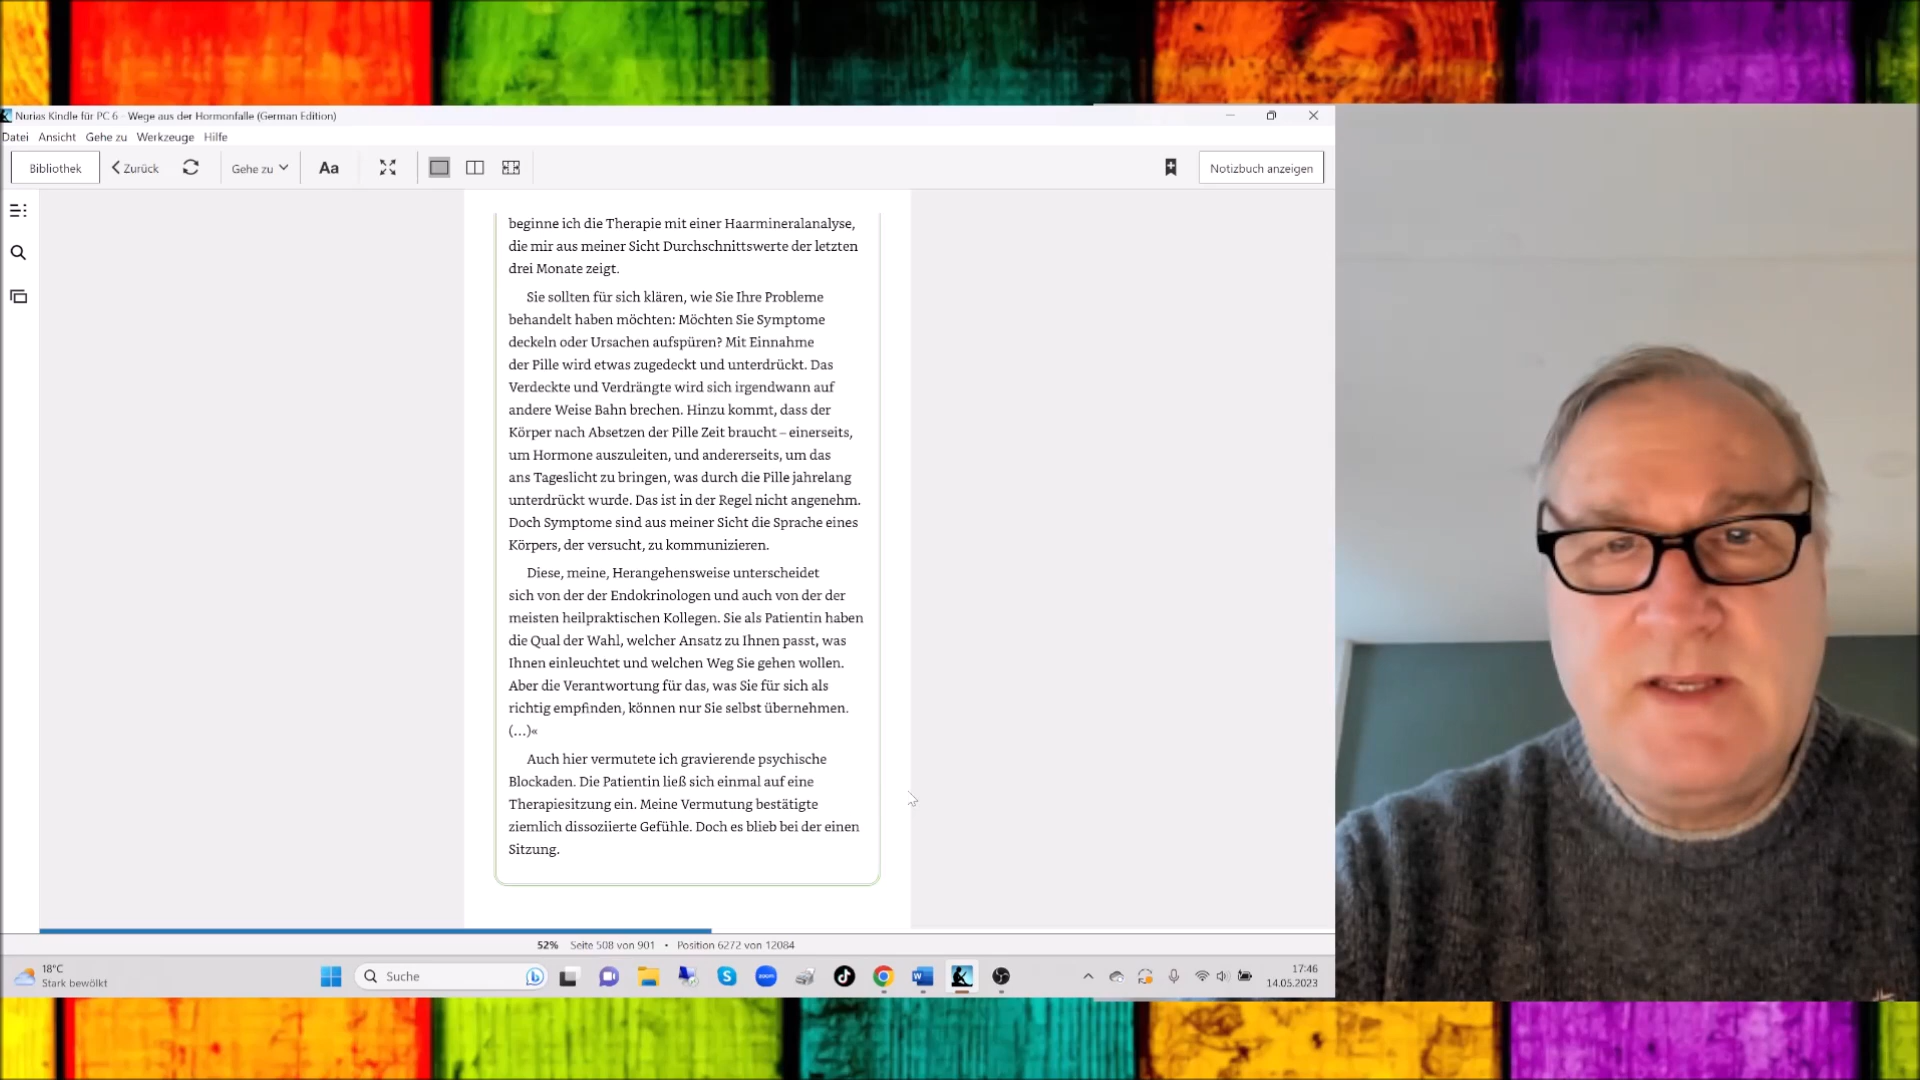 Nurias Kindle für PC 6 - Wege aus der Hormonfalle (German Edition)
Datei Ansicht Gehe zu Werkzeuge Hilfe
Bibliothek Zurück Gehe zu Aa Notizbuch anzeigen
beginne ich die Therapie mit einer Haarmineralanalyse,
die mir aus meiner Sicht Durchschnittswerte der letzten
drei Monate zeigt.
Sie sollten für sich klären, wie Sie Ihre Probleme
behandelt haben möchten: Möchten Sie Symptome
deckeln oder Ursachen aufspüren? Mit Einnahme
der Pille wird etwas zugedeckt und unterdrückt. Das
Verdeckte und Verdrängte wird sich irgendwann auf
andere Weise Bahn brechen. Hinzu kommt, dass der
Körper nach Absetzen der Pille Zeit braucht – einerseits,
um Hormone auszuleiten, und andererseits, um das
ans Tageslicht zu bringen, was durch die Pille jahrelang
unterdrückt wurde. Das ist in der Regel nicht angenehm.
Doch Symptome sind aus meiner Sicht die Sprache eines
Körpers, der versucht, zu kommunizieren.
Diese, meine, Herangehensweise unterscheidet
sich von der der Endokrinologen und auch von der der
meisten heilpraktischen Kollegen. Sie als Patientin haben
die Qual der Wahl, welcher Ansatz zu Ihnen passt, was
Ihnen einleuchtet und welchen Weg Sie gehen wollen.
Aber die Verantwortung für das, was Sie für sich als
richtig empfinden, können nur Sie selbst übernehmen.
(…)«
Auch hier vermutete ich gravierende psychische
Blockaden. Die Patientin ließ sich einmal auf eine
Therapiesitzung ein. Meine Vermutung bestätigte
ziemlich dissoziierte Gefühle. Doch es blieb bei der einen
Sitzung.
52% Seite 508 von 901 • Position 6272 von 12084
18°C
Stark bewölkt
Suche
17:46
14.05.2023